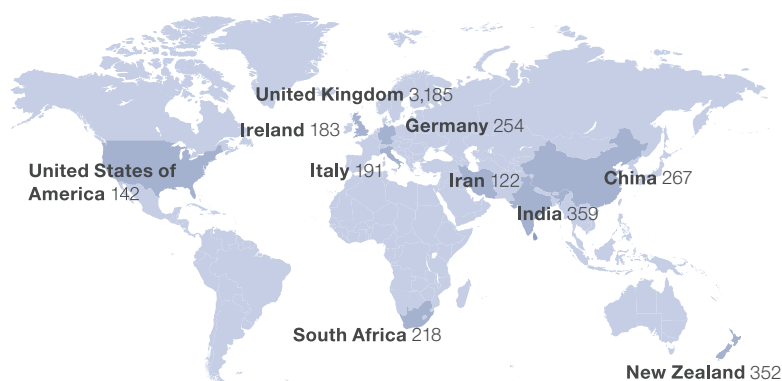 United Kingdom 3,185
Ireland 183
Germany 254
United States of
America 142
Italy 191
Iran 122
China 267
India 359
South Africa 218
New Zealand 352